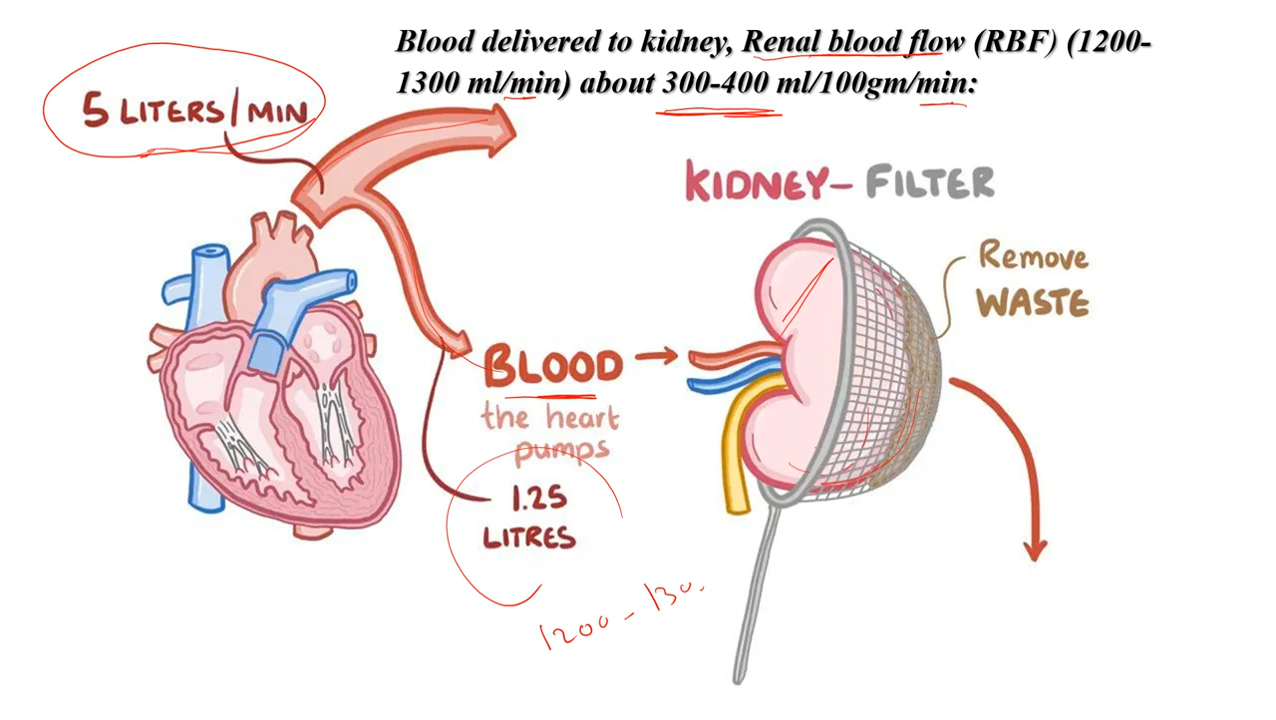 Blood delivered to kidney, Renal blood flow (RBF) (1200-
1300 ml/min) about 300-400 ml/100gm/min:
5 LITERS/MIN
KIDNEY- FILTER
Remove
WASTE
BLOOD
the heart
pumps
1.25
LITRES
1200 - 130